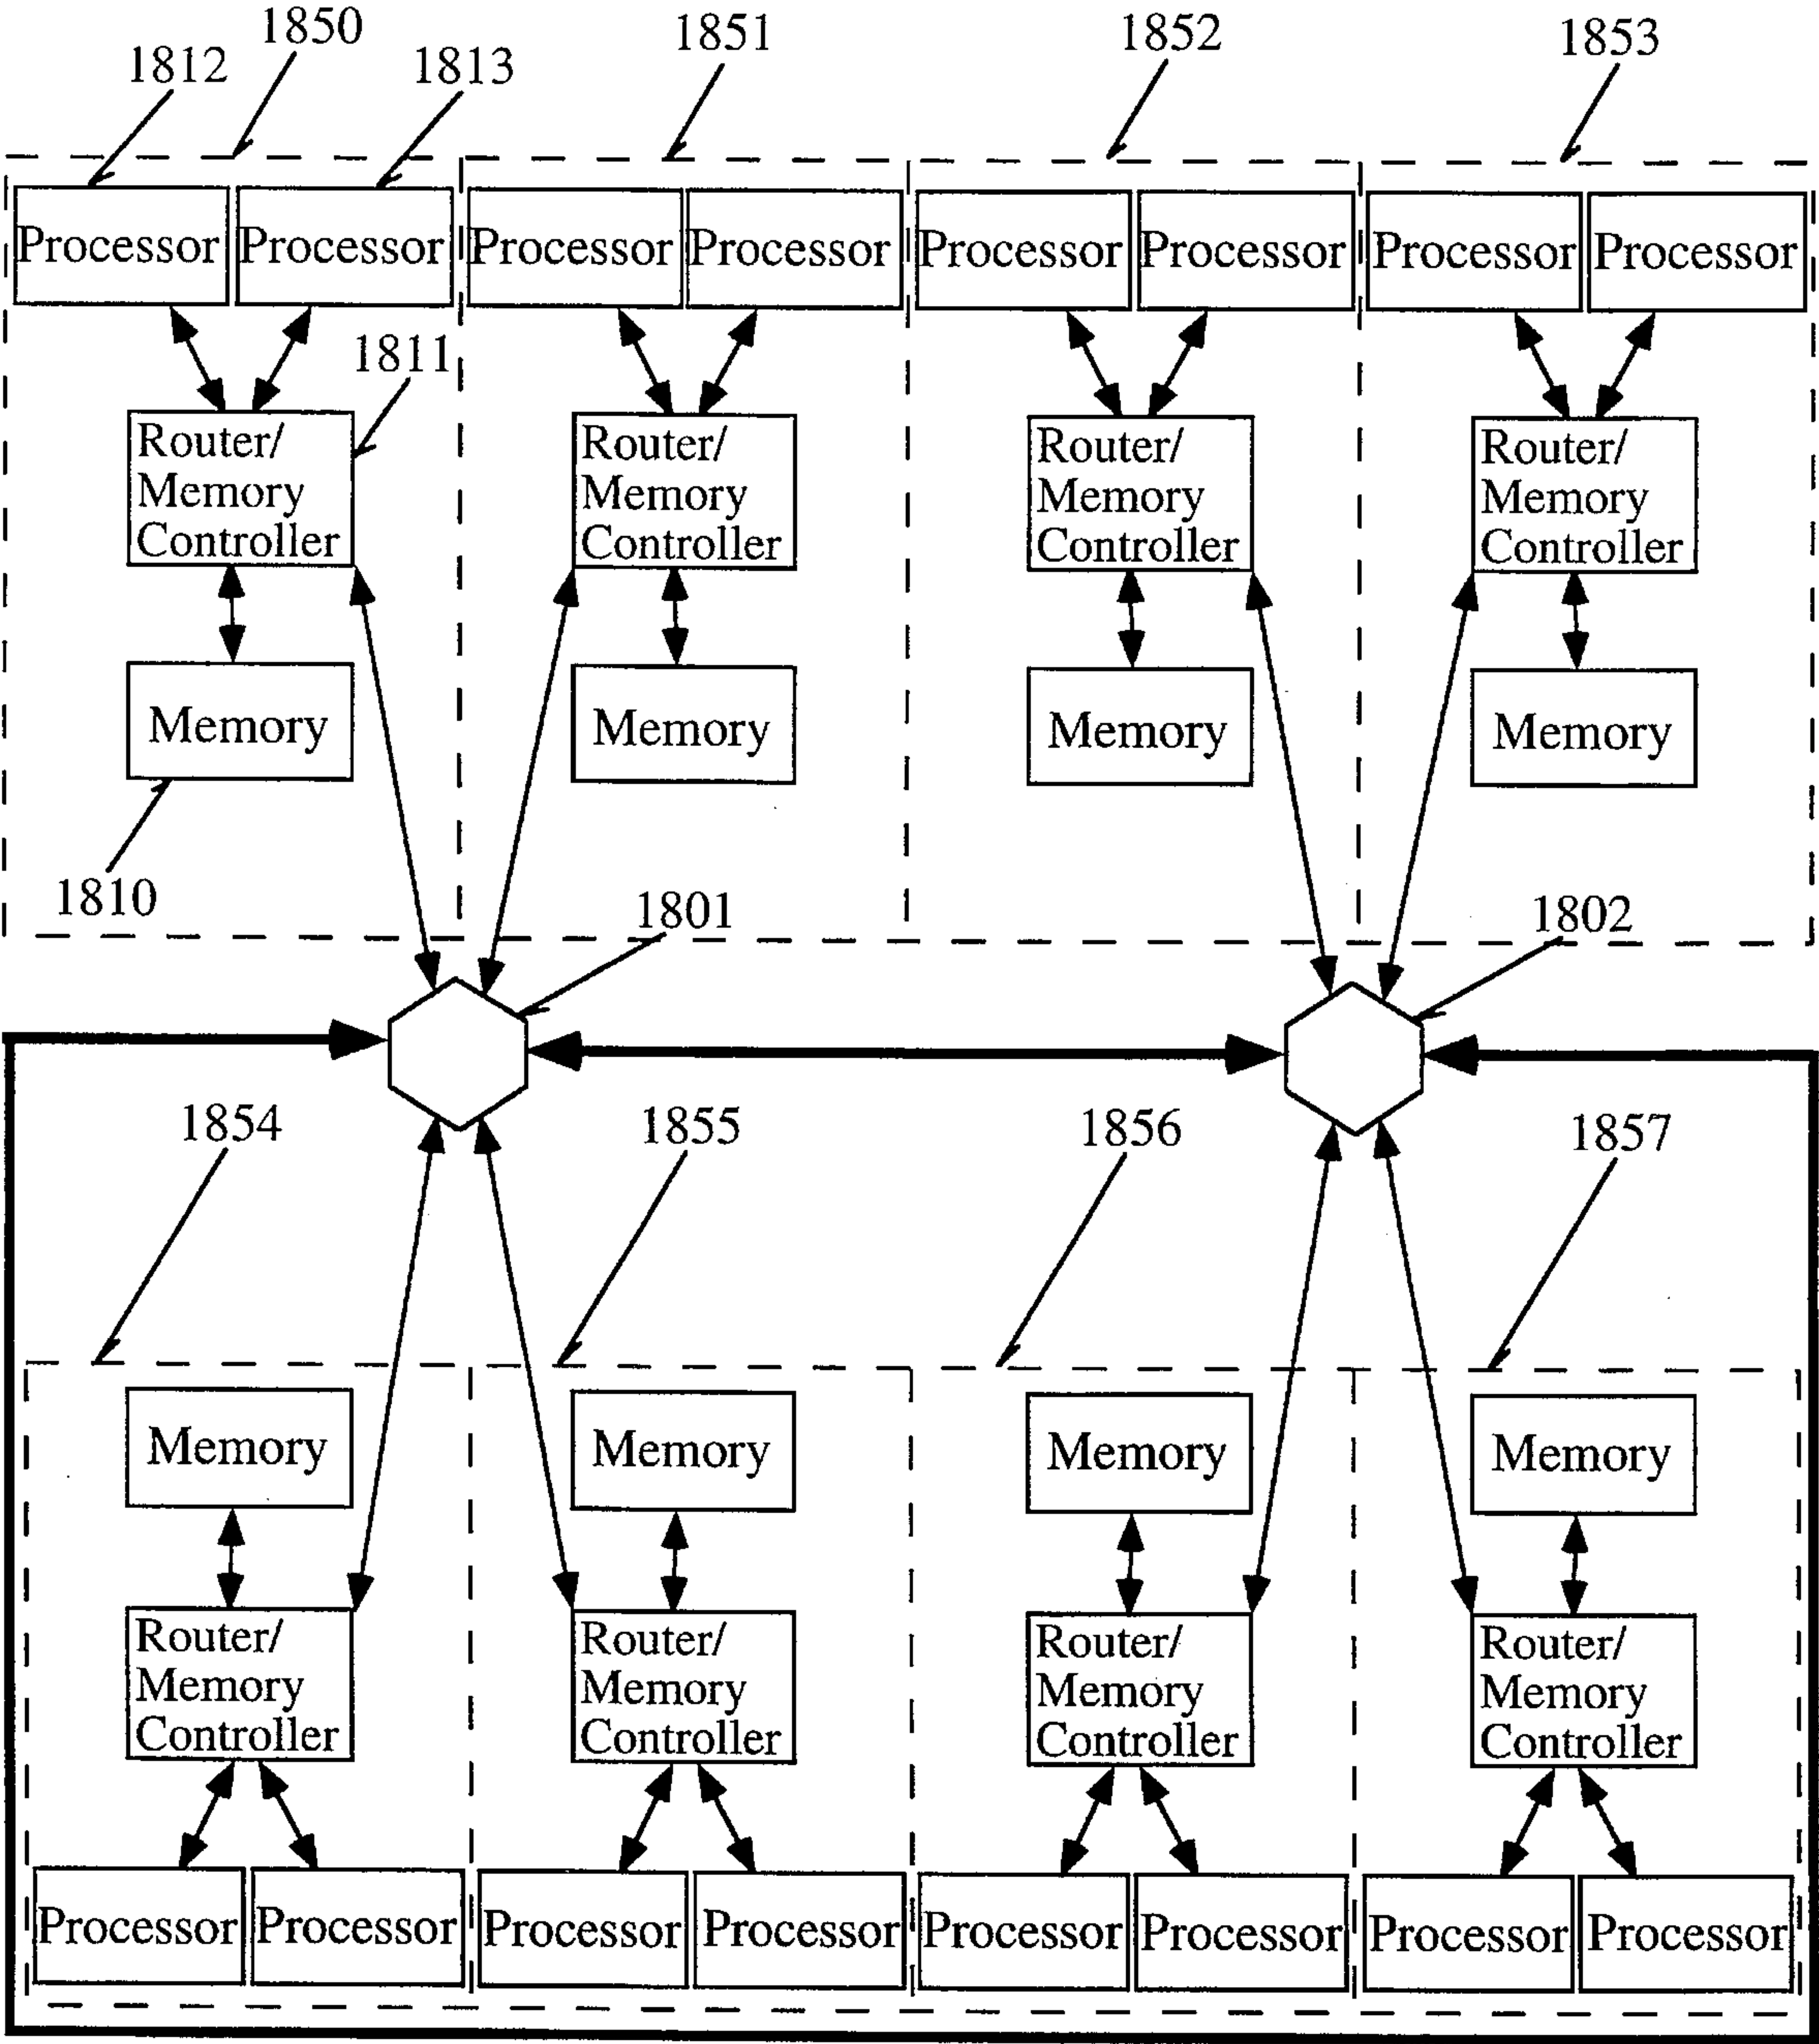 1850
1851
1852
1853
1812
1813
Processor
Processor
Processor
Processor
Processor
Processor
Processor
Processor
1811
Router/
Memory
Controller
Router/
Memory
Controller
Router/
Memory
Controller
Router/
Memory
Controller
Memory
Memory
Memory
Memory
1810
1801
1802
1854
1855
1856
1857
Memory
Memory
Memory
Memory
Router/
Memory
Controller
Router/
Memory
Controller
Router/
Memory
Controller
Router/
Memory
Controller
Processor
Processor
Processor
Processor
Processor
Processor
Processor
Processor